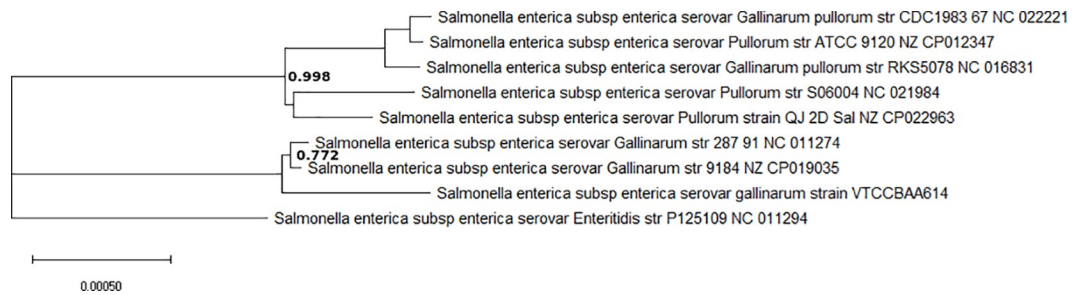 Salmonella enterica subsp enterica serovar Gallinarum pullorum str CDC1983 67 NC 022221
Salmonella enterica subsp enterica serovar Pullorum str ATCC 9120 NZ CP012347
Salmonella enterica subsp enterica serovar Gallinarum pullorum str RKS5078 NC 016831
0.998
Salmonella enterica subsp enterica serovar Pullorum str S06004 NC 021984
Salmonella enterica subsp enterica serovar Pullorum strain QJ 2D Sal NZ CP022963
Salmonella enterica subsp enterica serovar Gallinarum str 287 91 NC 011274
0.772
Salmonella enterica subsp enterica serovar Gallinarum str 9184 NZ CP019035
Salmonella enterica subsp enterica serovar gallinarum strain VTCCBAA614
Salmonella enterica subsp enterica serovar Enteritidis str P125109 NC 011294
0.00050